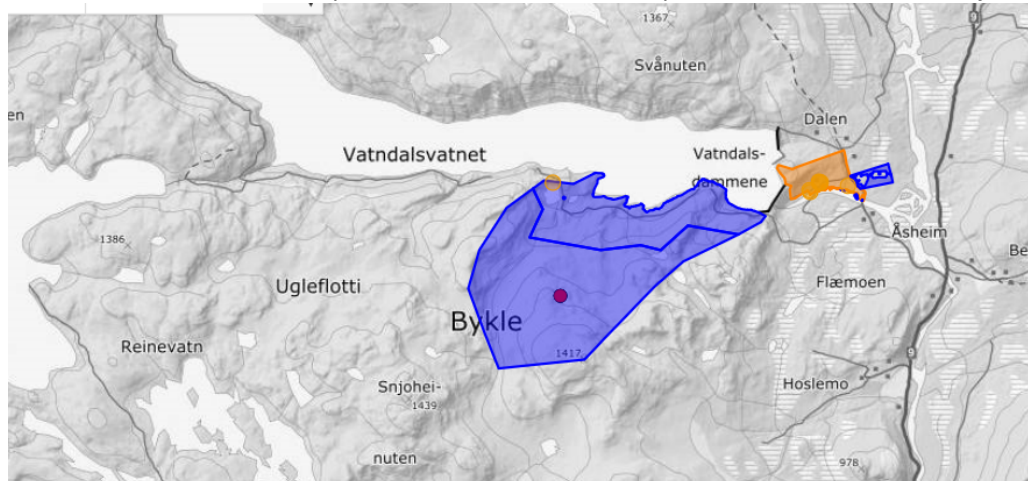 1367
9
Svånuten
en
Dalen
Vatndalsvatnet
Vatndals-
dammene
1386
Åsheim
Be
Ugleflotti
Flæmoen
Bykle
Reinevatn
1417
9
Snjohei-
1439
Hoslemo
nuten
978